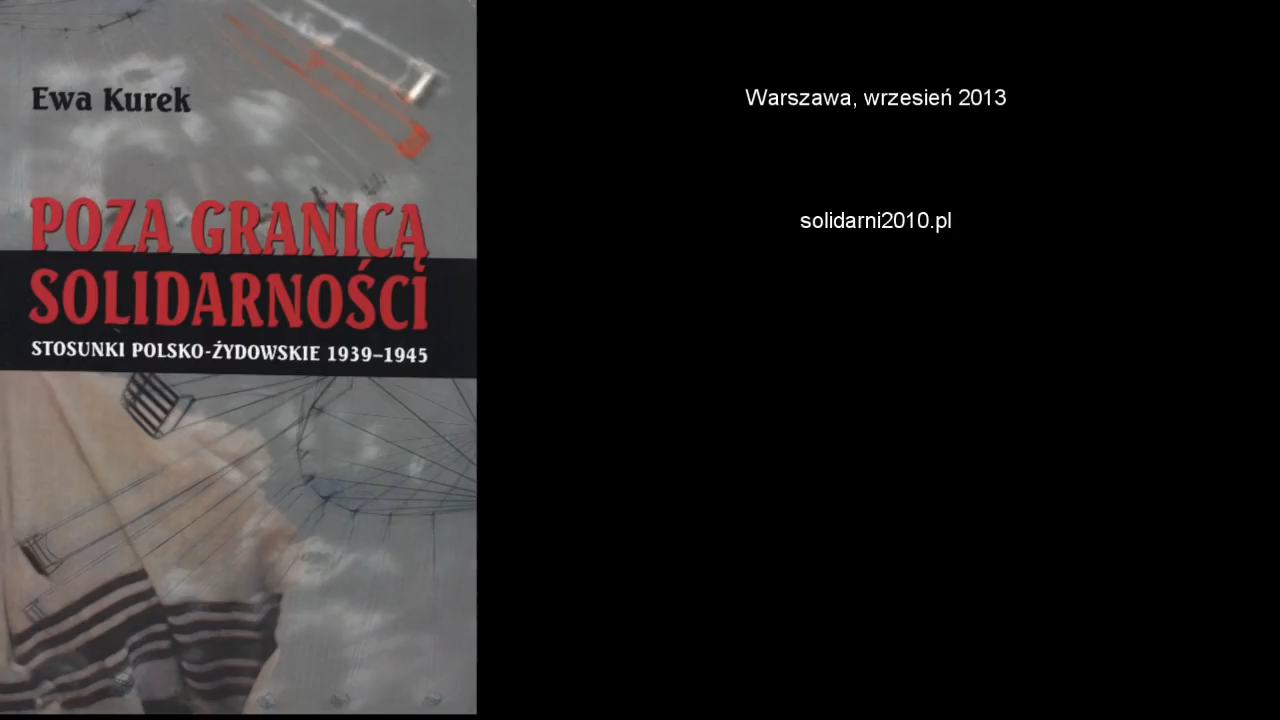 Ewa Kurek
POZA GRANICĄ
SOLIDARNOŚCI
STOSUNKI POLSKO-ŻYDOWSKIE 1939–1945
Warszawa, wrzesień 2013
solidarni2010.pl